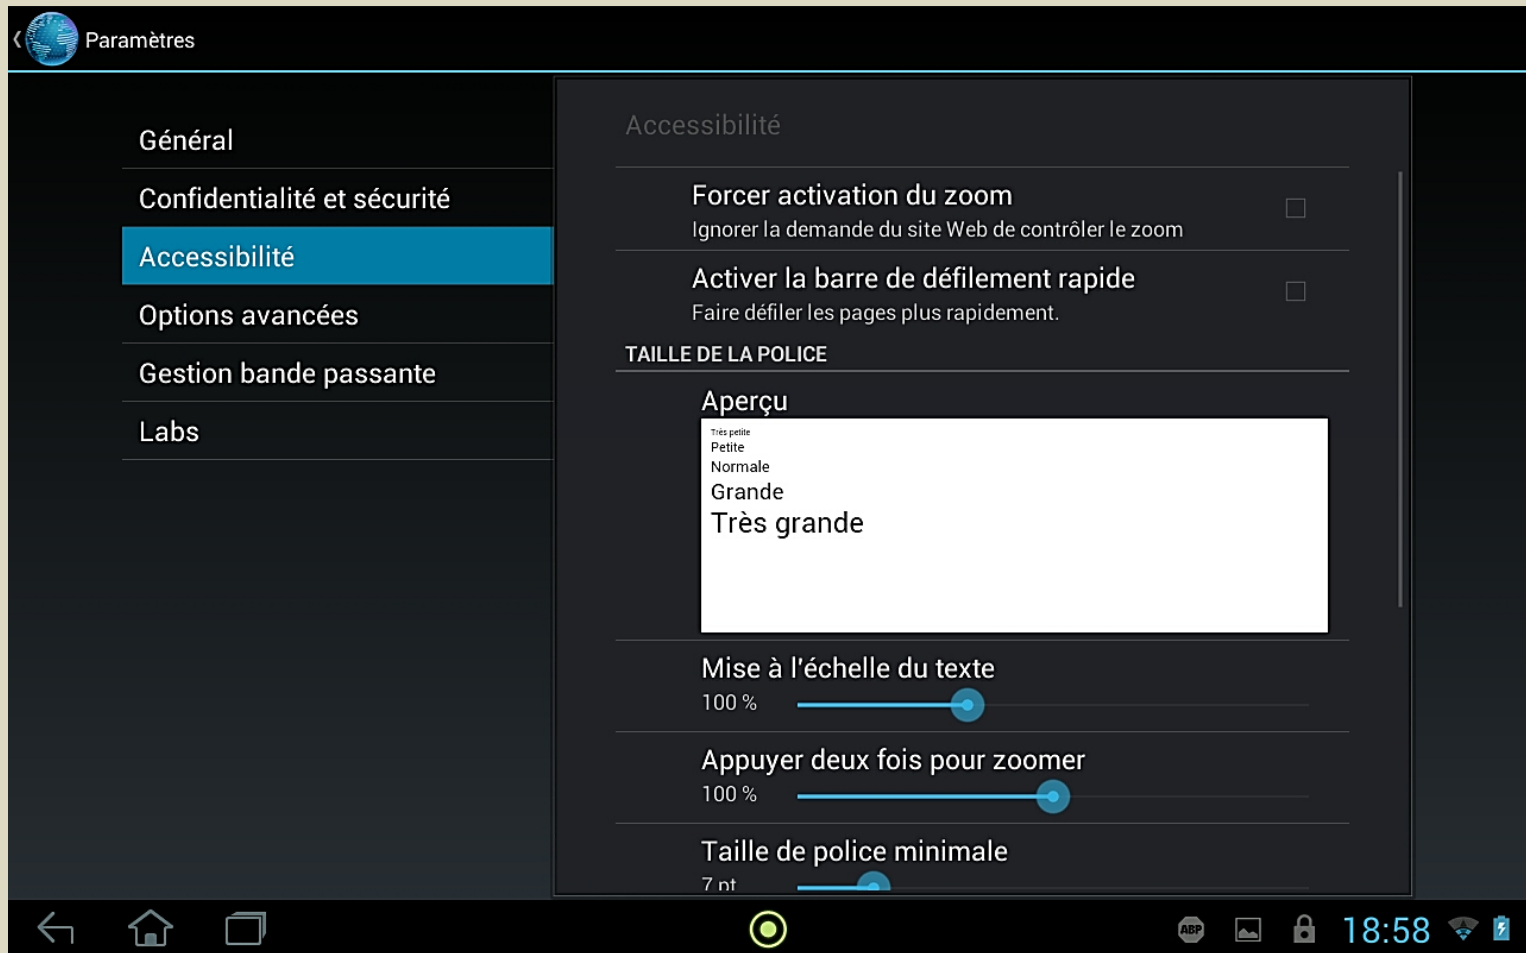 Paramètres
Général
Confidentialité et sécurité
Accessibilité
Options avancées
Gestion bande passante
Labs
Accessibilité
Forcer activation du zoom
Ignorer la demande du site Web de contrôler le zoom
Activer la barre de défilement rapide
Faire défiler les pages plus rapidement.
TAILLE DE LA POLICE
Aperçu
Très petite
Petite
Normale
Grande
Très grande
Mise à l'échelle du texte
100 %
Appuyer deux fois pour zoomer
100 %
Taille de police minimale
7 pt
ABP
18:58